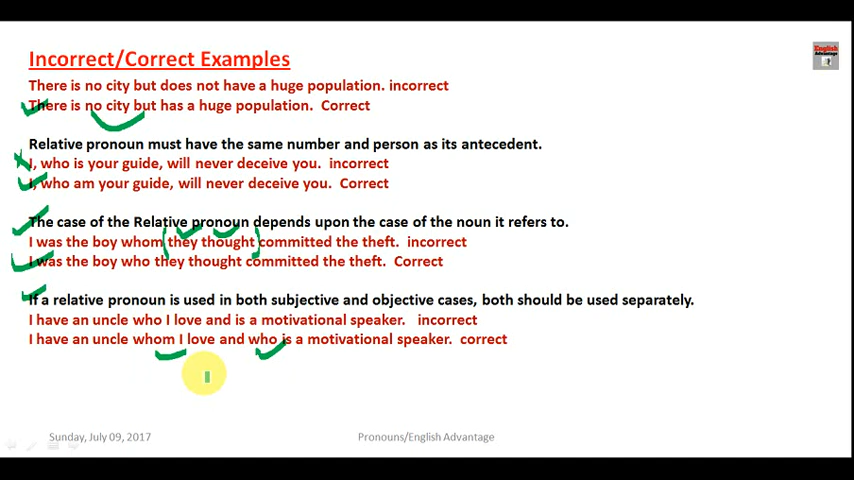 Incorrect/Correct Examples
English
Advantage
There is no city but does not have a huge population. incorrect
There is no city but has a huge population. Correct
Relative pronoun must have the same number and person as its antecedent.
I, who is your guide, will never deceive you. incorrect
I, who am your guide, will never deceive you. Correct
The case of the Relative pronoun depends upon the case of the noun it refers to.
I was the boy whom they thought committed the theft. incorrect
I was the boy who they thought committed the theft. Correct
If a relative pronoun is used in both subjective and objective cases, both should be used separately.
I have an uncle who I love and is a motivational speaker. incorrect
I have an uncle whom I love and who is a motivational speaker. correct
Sunday, July 09, 2017
Pronouns/English Advantage